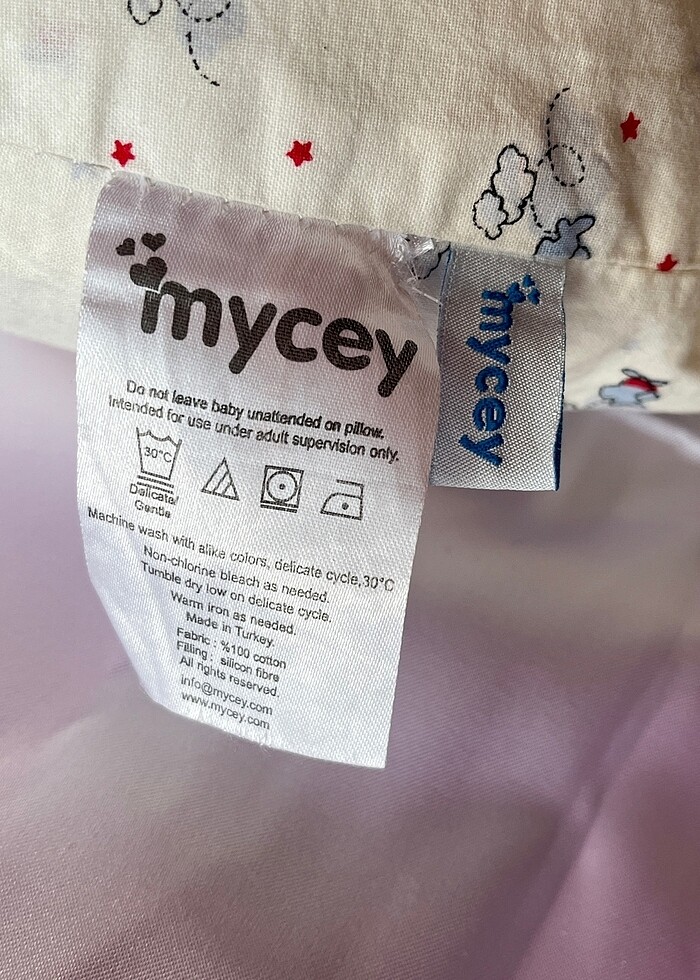 mycey
Do not leave baby unattended on pillow.
Intended for use under adult supervision only.
30°C
Delicate/
Gentle
Machine wash with alike colors, delicate cycle,30°C
Non-chlorine bleach as needed.
Tumble dry low on delicate cycle.
Warm iron as needed.
Made in Turkey.
Fabric : %100 cotton
Filling : silicon fibre
All rights reserved.
info@mycey.com
www.mycey.com
mycey